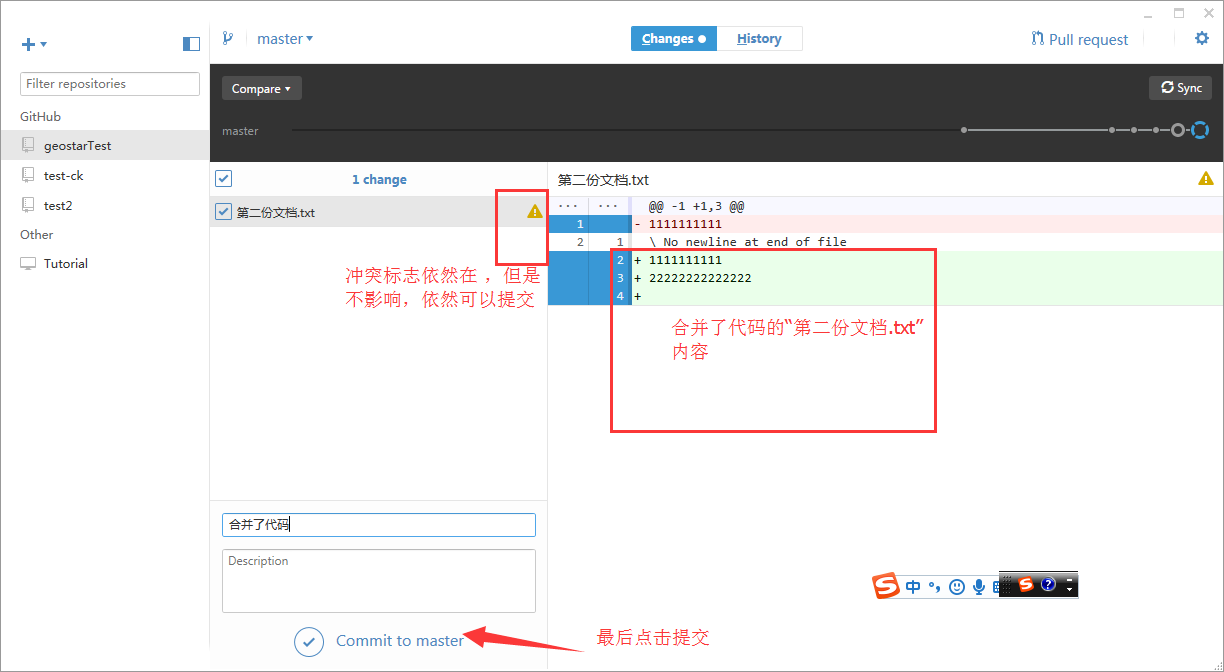 master
Changes
History
Pull request
Filter repositories
GitHub
geostarTest
test-ck
test2
Other
Tutorial
Compare
Sync
master
1 change
第二份文档.txt
冲突标志依然在 ，但是
不影响，依然可以提交
合并了代码
Description
Commit to master
最后点击提交
第二份文档.txt
... ... @@ -1 +1,3 @@
1 - 1111111111
2 1 \ No newline at end of file
2 + 1111111111
3 + 22222222222222
4 +
合并了代码的“第二份文档.txt”
内容
S 中 S ?